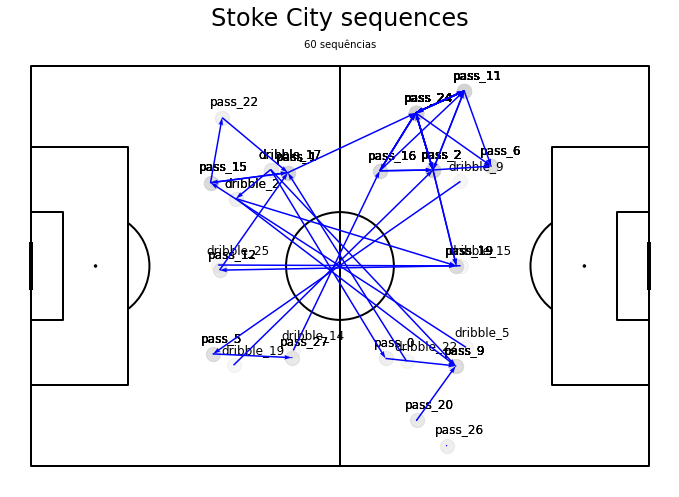 Stoke City sequences
60 sequências
pass_11
pass_22
pass_24
dribble_17
pass_16
pass_2
pass_6
pass_15
dribble_9
dribble_2
dribble_25
pass_12
pass_19
dribble_15
dribble_5
dribble_14
pass_5
pass_27
pass_0
dribble_22
pass_9
dribble_19
pass_20
pass_26